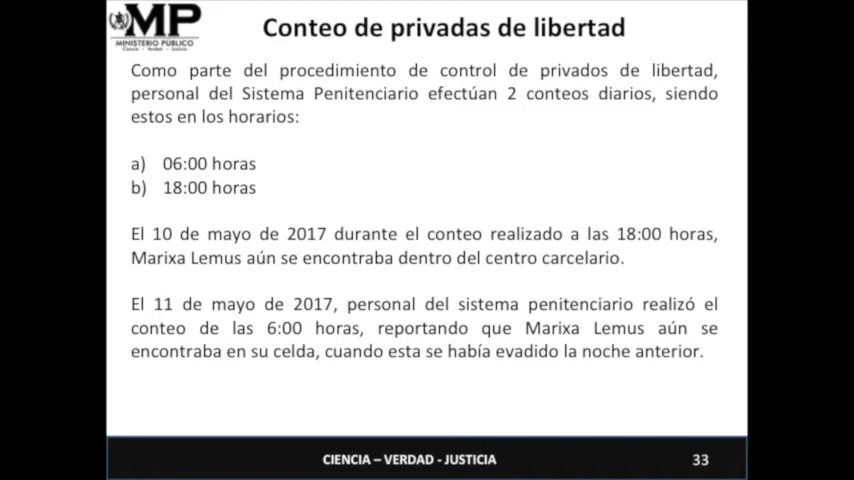 MP
MINISTERIO PÚBLICO
Ciencia - Verdad - Justicia
Conteo de privadas de libertad
Como parte del procedimiento de control de privados de libertad,
personal del Sistema Penitenciario efectúan 2 conteos diarios, siendo
estos en los horarios:
a) 06:00 horas
b) 18:00 horas
El 10 de mayo de 2017 durante el conteo realizado a las 18:00 horas,
Marixa Lemus aún se encontraba dentro del centro carcelario.
El 11 de mayo de 2017, personal del sistema penitenciario realizó el
conteo de las 6:00 horas, reportando que Marixa Lemus aún se
encontraba en su celda, cuando esta se había evadido la noche anterior.
CIENCIA – VERDAD - JUSTICIA
33